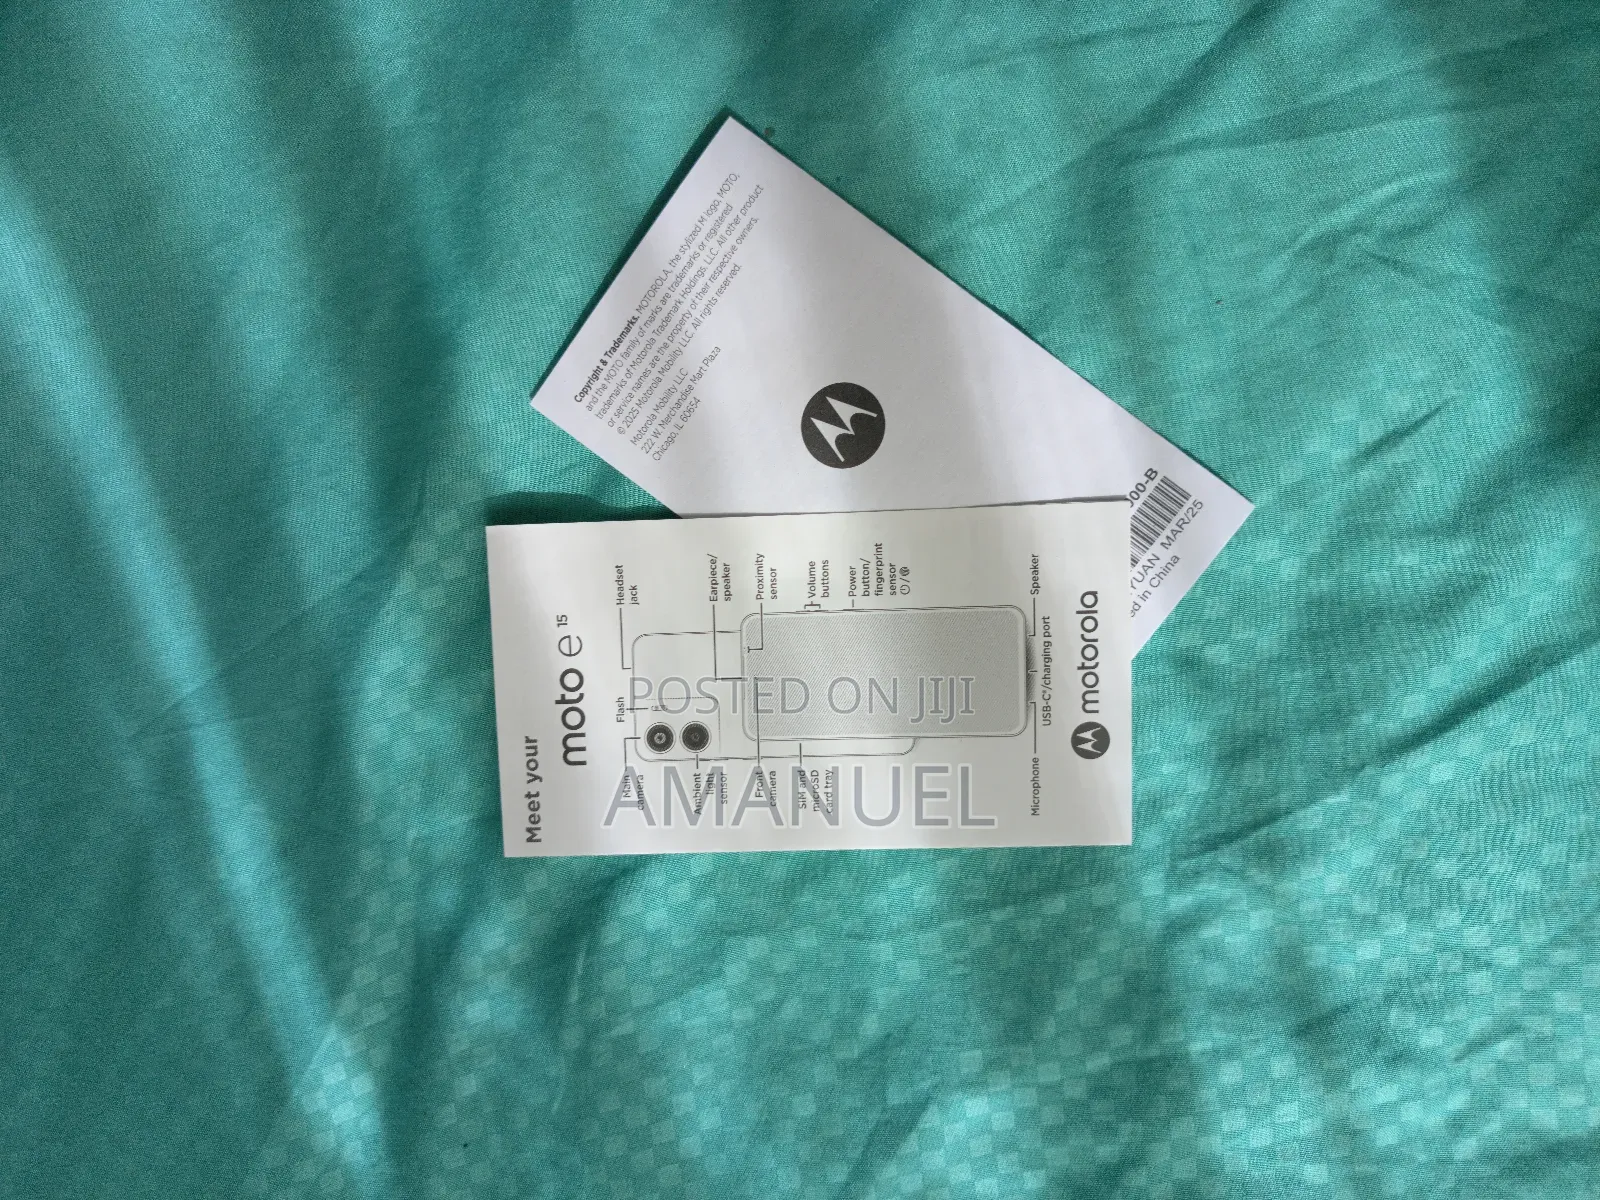 Copyright & Trademarks. MOTOROLA, the stylized M logo, MOTO,
and the MOTO family of marks are trademarks or registered
trademarks of Motorola Trademark Holdings, LLC. All other product
or service names are the property of their respective owners.
© 2025 Motorola Mobility LLC. All rights reserved.
Motorola Mobility LLC
222 W. Merchandise Mart Plaza
Chicago, IL 60654
00-B
YUAN MAR/25
ed in China
Meet your
moto e 15
Headset
jack
Flash
Main
camera
Earpiece/
speaker
Ambient
light
sensor
Proximity
sensor
Front
camera
Volume
buttons
SIM and
microSD
card tray
Power
button/
fingerprint
sensor
Speaker
USB-C®/charging port
Microphone
motorola
POSTED ON JIJI
AMANUEL